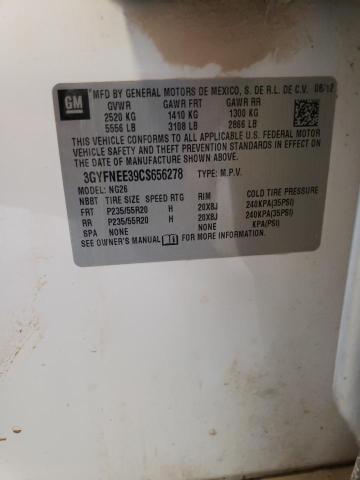 GM
MFD BY GENERAL MOTORS DE MEXICO, S. DE R.L. DE C.V. 06/12
GVWR GAWR FRT GAWR RR
2520 KG 1410 KG 1300 KG
5556 LB 3108 LB 2866 LB
THIS VEHICLE CONFORMS TO ALL APPLICABLE U.S. FEDERAL MOTOR
VEHICLE SAFETY, BUMPER, AND THEFT PREVENTION STANDARDS IN EFFECT
ON THE DATE OF MANUFACTURE SHOWN ABOVE.
3GYFNEE39CS656278 TYPE: M.P.V.
MODEL: NG26
NBBT TIRE SIZE SPEED RTG RIM COLD TIRE PRESSURE
FRT P235/55R20 H 20X8J 240KPA(35PSI)
RR P235/55R20 H 20X8J 240KPA(35PSI)
SPA NONE NONE KPA(PSI)
SEE OWNER'S MANUAL FOR MORE INFORMATION.